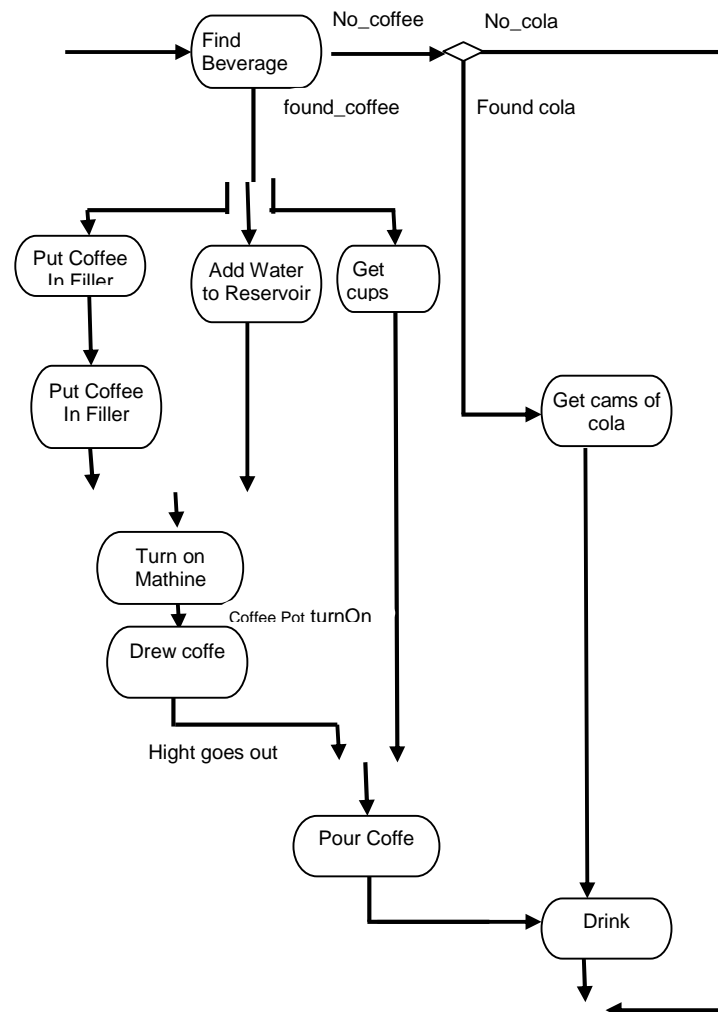 No_coffee
No_cola
Find
Beverage
found_coffee
Found cola
Put Coffee
In Filler
Add Water
to Reservoir
Get
cups
Put Coffee
In Filler
Get cams of
cola
Turn on
Mathine
Coffee Pot turnOn
Drew coffe
Hight goes out
Pour Coffe
Drink